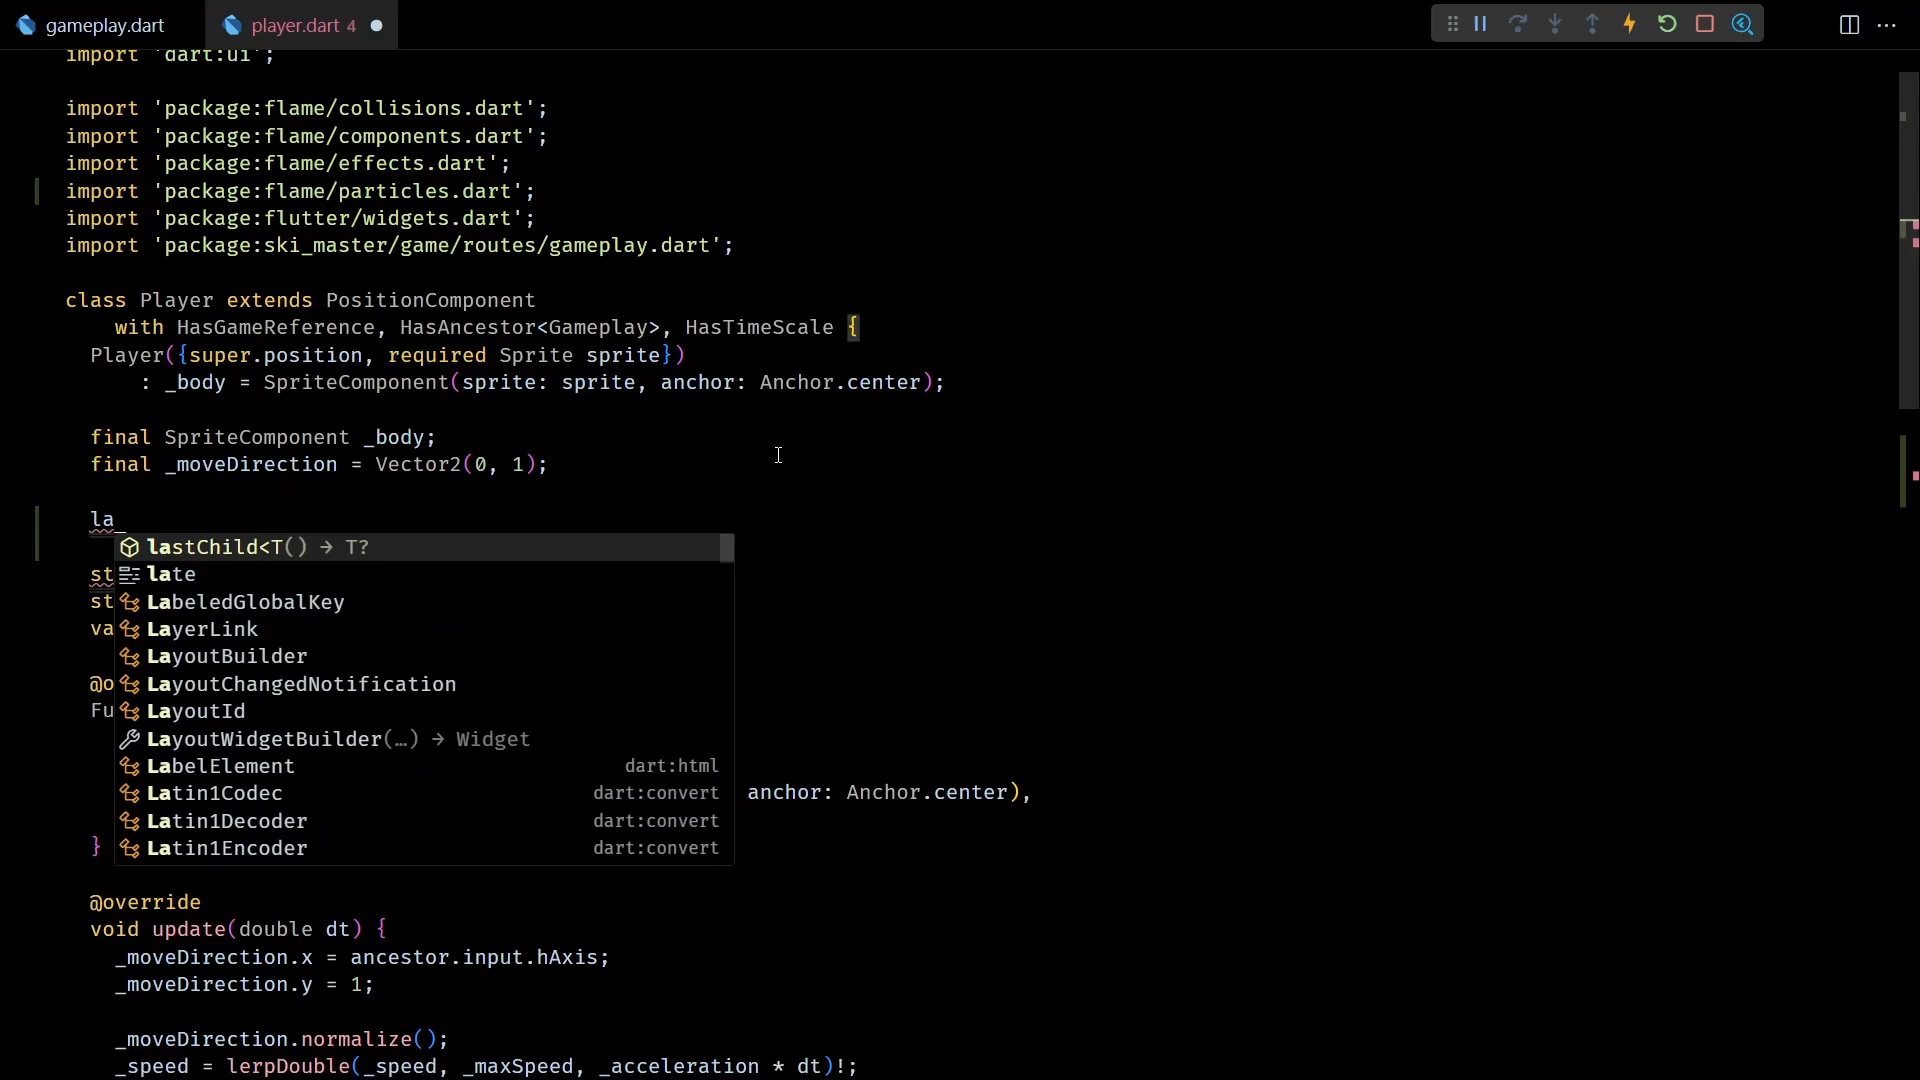 gameplay.dart
player.dart 4
import 'dart:ui';
import 'package:flame/collisions.dart';
import 'package:flame/components.dart';
import 'package:flame/effects.dart';
import 'package:flame/particles.dart';
import 'package:flutter/widgets.dart';
import 'package:ski_master/game/routes/gameplay.dart';
class Player extends PositionComponent
with HasGameReference, HasAncestor<Gameplay>, HasTimeScale {
Player({super.position, required Sprite sprite})
: _body = SpriteComponent(sprite: sprite, anchor: Anchor.center);
final SpriteComponent _body;
final _moveDirection = Vector2(0, 1);
la
lastChild<T() → T?
st late
st LabeledGlobalKey
va LayerLink
LayoutBuilder
@o LayoutChangedNotification
Fu LayoutId
LayoutWidgetBuilder(…) → Widget
LabelElement dart:html
Latin1Codec dart:convert anchor: Anchor.center),
Latin1Decoder dart:convert
} Latin1Encoder dart:convert
@override
void update(double dt) {
_moveDirection.x = ancestor.input.hAxis;
_moveDirection.y = 1;
_moveDirection.normalize();
_speed = lerpDouble(_speed, _maxSpeed, _acceleration * dt)!;